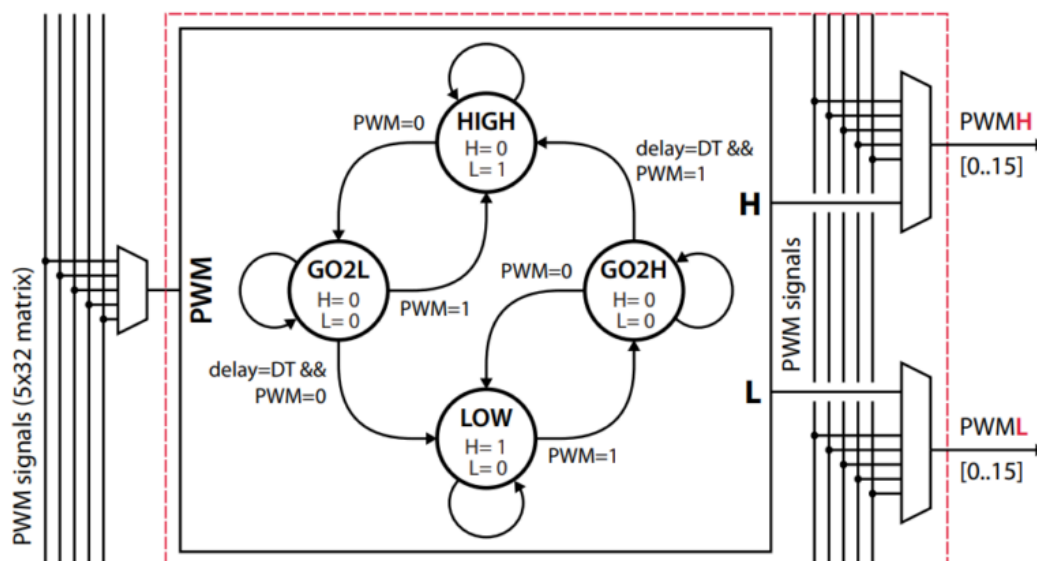 PWM signals (5x32 matrix)
PWM
HIGH
H= 0
L= 1
PWM=0
delay=DT &&
PWM=1
GO2L
H= 0
L= 0
PWM=1
PWM=0
GO2H
H= 0
L= 0
delay=DT &&
PWM=0
LOW
H= 1
L= 0
PWM=1
H
L
PWM signals
PWMH
[0..15]
PWML
[0..15]